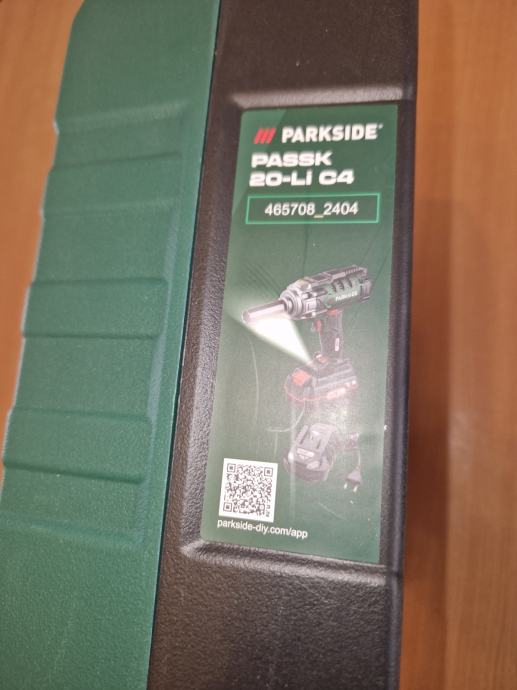 PARKSIDE®
PASSK
20-Li C4
465708_2404
PARKSIDE
parkside-diy.com/app